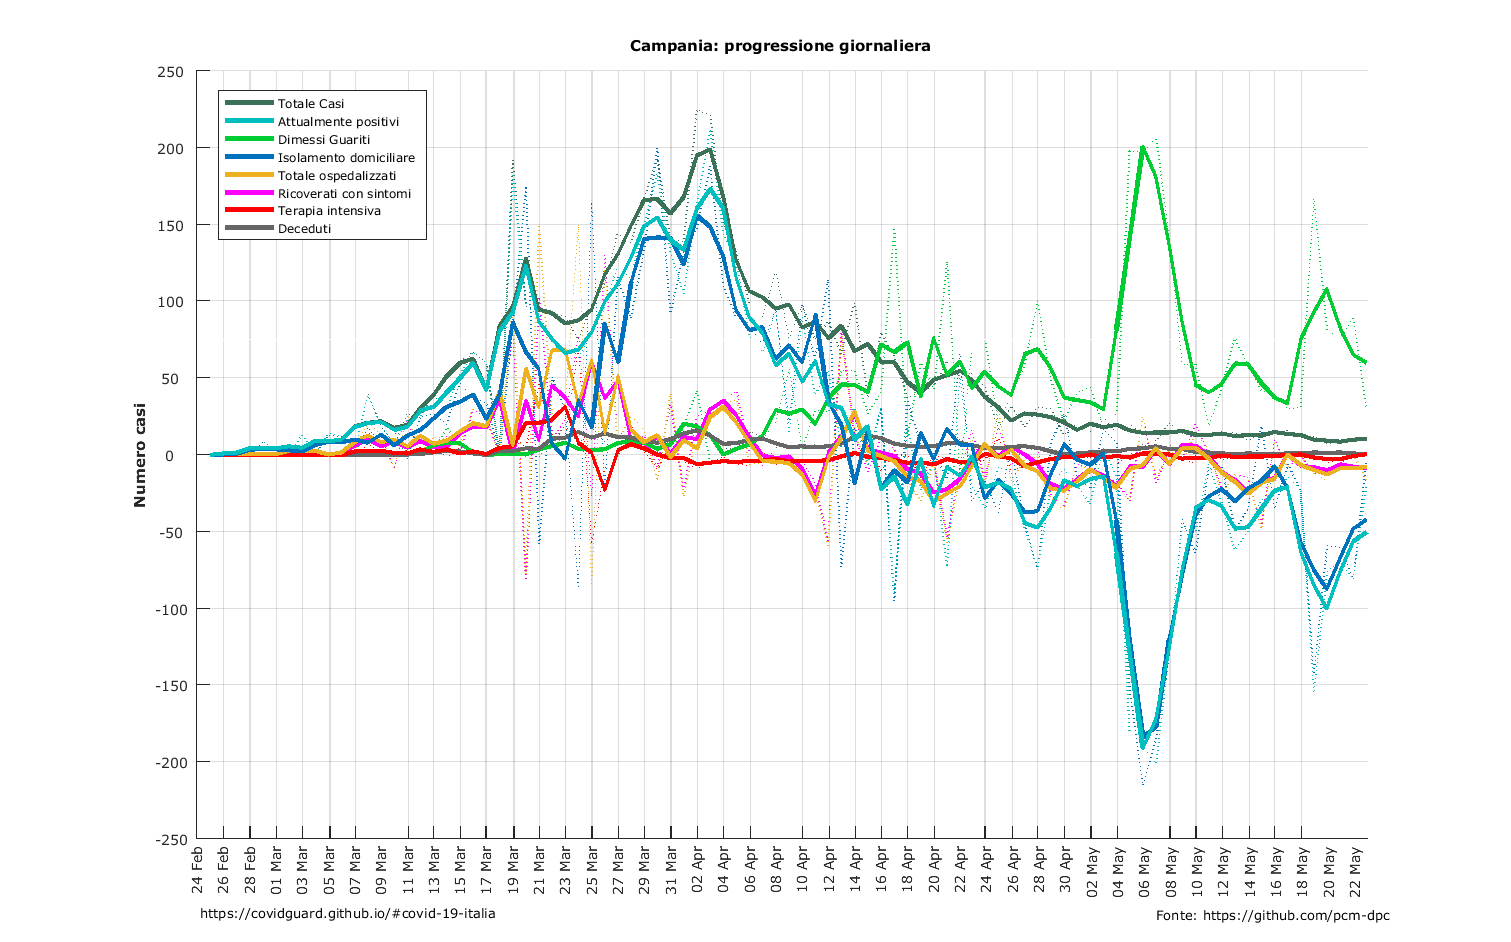 Campania: progressione giornaliera
250
200
150
100
50
0
-50
-100
-150
-200
-250
Numero casi
Totale Casi
Attualmente positivi
Dimessi Guariti
Isolamento domiciliare
Totale ospedalizzati
Ricoverati con sintomi
Terapia intensiva
Deceduti
24 Feb
26 Feb
28 Feb
01 Mar
03 Mar
05 Mar
07 Mar
09 Mar
11 Mar
13 Mar
15 Mar
17 Mar
19 Mar
21 Mar
23 Mar
25 Mar
27 Mar
29 Mar
31 Mar
02 Apr
04 Apr
06 Apr
08 Apr
10 Apr
12 Apr
14 Apr
16 Apr
18 Apr
20 Apr
22 Apr
24 Apr
26 Apr
28 Apr
30 Apr
02 May
04 May
06 May
08 May
10 May
12 May
14 May
16 May
18 May
20 May
22 May
https://covidguard.github.io/#covid-19-italia
Fonte: https://github.com/pcm-dpc